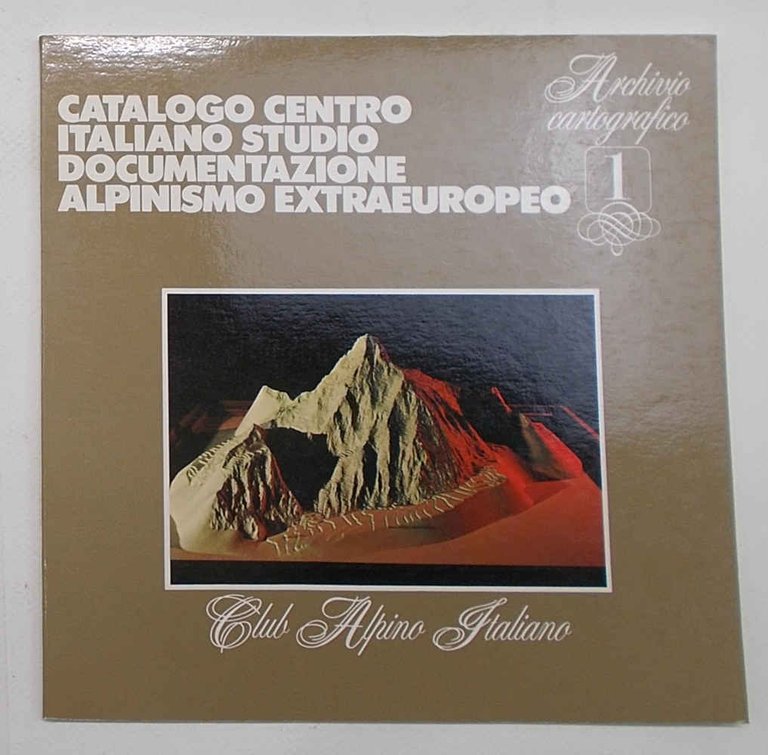 CATALOGO CENTRO
ITALIANO STUDIO
DOCUMENTAZIONE
ALPINISMO EXTRAEUROPEO
Archivio
cartografico
1
Club Alpino Italiano